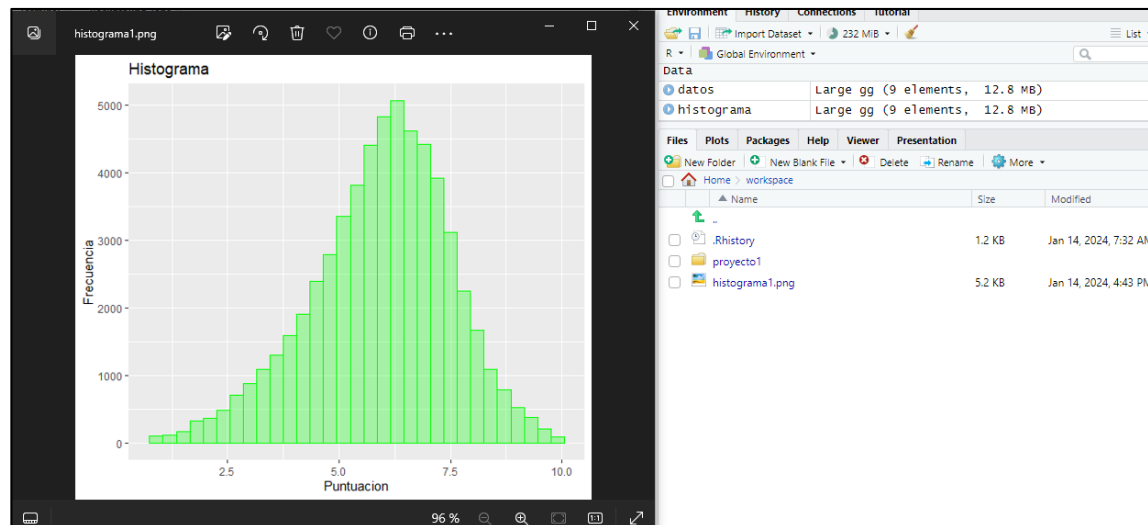 histograma1.png
Histograma
5000
4000
3000
2000
1000
0
Frecuencia
2.5 5.0 7.5 10.0
Puntuacion
96 %
1:1
Environment History Connections Tutorial
Import Dataset 232 MiB List
R Global Environment
Data
datos Large gg (9 elements, 12.8 MB)
histograma Large gg (9 elements, 12.8 MB)
Files Plots Packages Help Viewer Presentation
New Folder New Blank File Delete Rename More
Home workspace
Name Size Modified
..
.Rhistory 1.2 KB Jan 14, 2024, 7:32 AM
proyecto1
histograma1.png 5.2 KB Jan 14, 2024, 4:43 PM